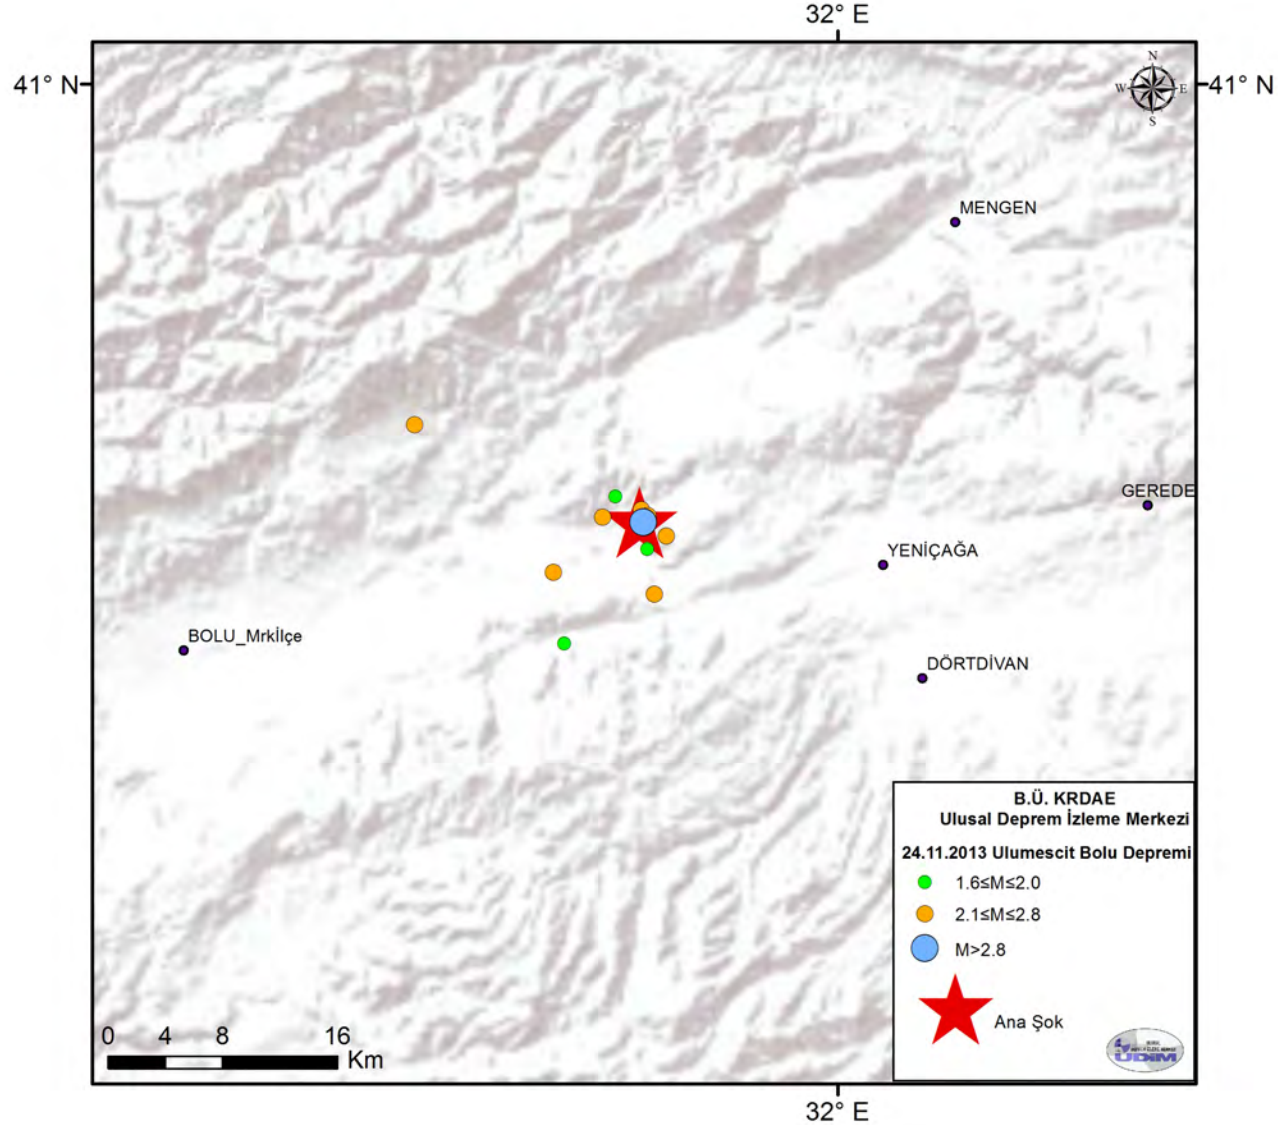 32° E
41° N
41° N
N
W
E
S
MENGEN
GEREDE
YENİÇAĞA
BOLU_Mrkİlçe
DÖRTDİVAN
B.Ü. KRDAE
Ulusal Deprem İzleme Merkezi
24.11.2013 Ulumescit Bolu Depremi
1.6≤M≤2.0
2.1≤M≤2.8
M>2.8
Ana Şok
UDİM
0 4 8 16
Km
32° E